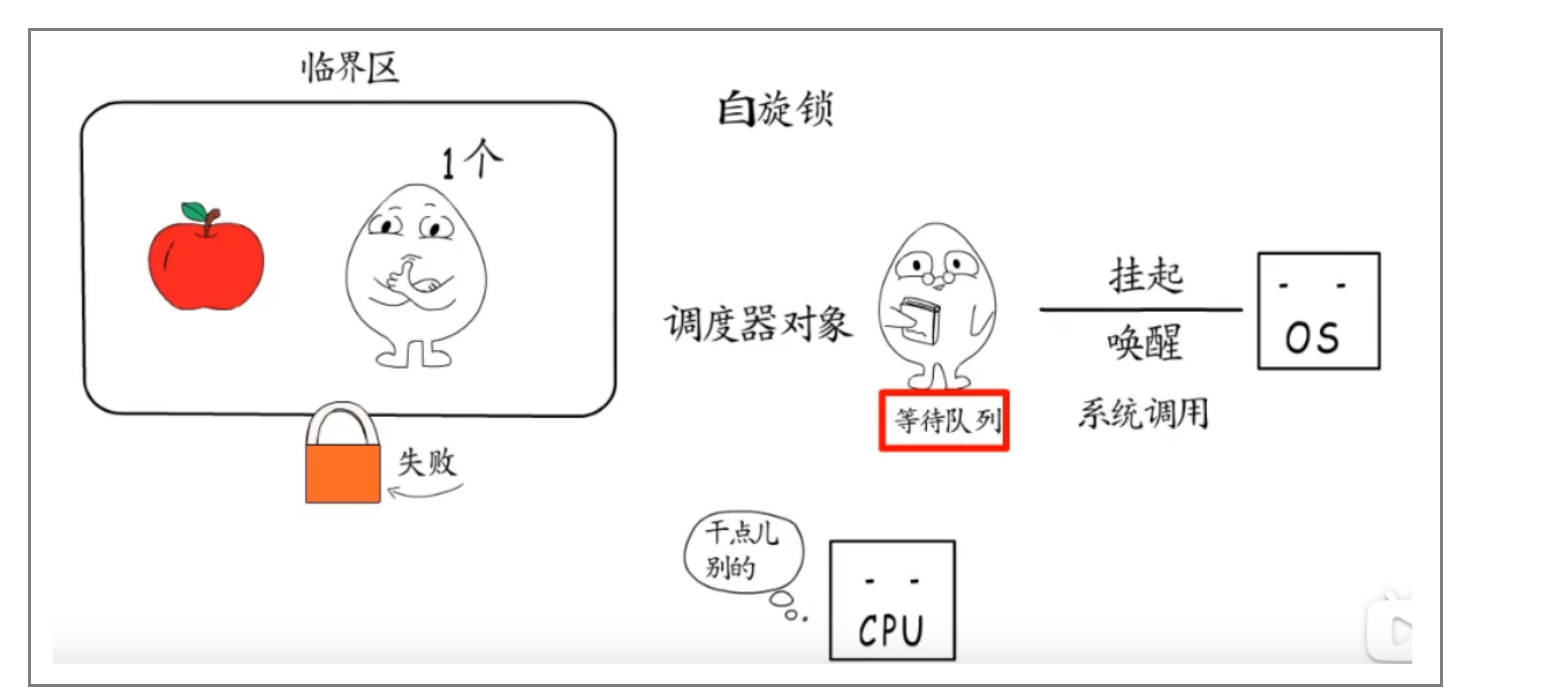 临界区
自旋锁
1个
挂起
调度器对象
唤醒
OS
等待队列
系统调用
失败
干点儿
别的
CPU